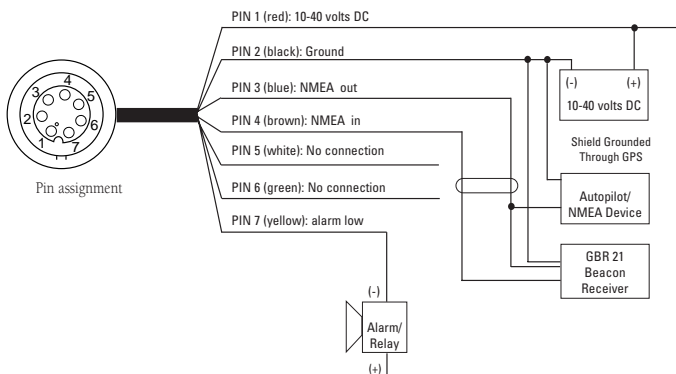 PIN 1 (red): 10-40 volts DC
PIN 2 (black): Ground
PIN 3 (blue): NMEA out
PIN 4 (brown): NMEA in
PIN 5 (white): No connection
PIN 6 (green): No connection
PIN 7 (yellow): alarm low
1
2
3
4
5
6
7
Pin assignment
(-)
(+)
10-40 volts DC
Shield Grounded
Through GPS
Autopilot/
NMEA Device
GBR 21
Beacon
Receiver
(-)
Alarm/
Relay
(+)